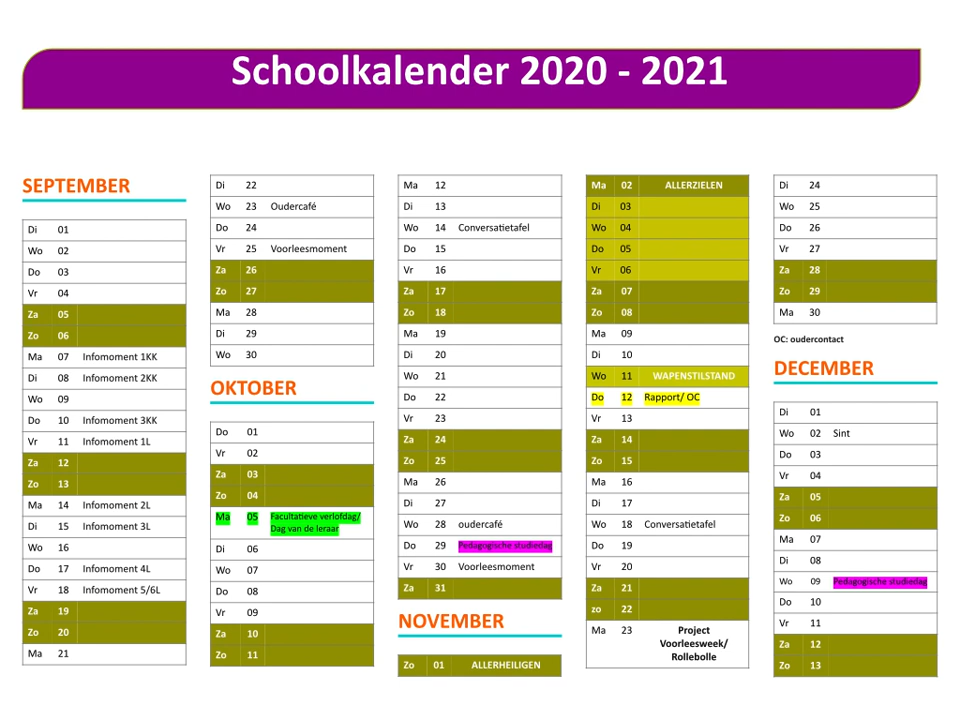 Schoolkalender 2020 - 2021
SEPTEMBER
Di 01
Wo 02
Do 03
Vr 04
Za 05
Zo 06
Ma 07 Infomoment 1KK
Di 08 Infomoment 2KK
Wo 09
Do 10 Infomoment 3KK
Vr 11 Infomoment 1L
Za 12
Zo 13
Ma 14 Infomoment 2L
Di 15 Infomoment 3L
Wo 16
Do 17 Infomoment 4L
Vr 18 Infomoment 5/6L
Za 19
Zo 20
Ma 21
Di 22
Wo 23 Oudercafé
Do 24
Vr 25 Voorleesmoment
Za 26
Zo 27
Ma 28
Di 29
Wo 30
OKTOBER
Do 01
Vr 02
Za 03
Zo 04
Ma 05 Facultatieve verlofdag/
Dag van de leraar
Di 06
Wo 07
Do 08
Vr 09
Za 10
Zo 11
Ma 12
Di 13
Wo 14 Conversatietafel
Do 15
Vr 16
Za 17
Zo 18
Ma 19
Di 20
Wo 21
Do 22
Vr 23
Za 24
Zo 25
Ma 26
Di 27
Wo 28 oudercafé
Do 29 Pedagogische studiedag
Vr 30 Voorleesmoment
Za 31
NOVEMBER
Zo 01 ALLERHEILIGEN
Ma 02 ALLERZIELEN
Di 03
Wo 04
Do 05
Vr 06
Za 07
Zo 08
Ma 09
Di 10
Wo 11 WAPENSTILSTAND
Do 12 Rapport/ OC
Vr 13
Za 14
Zo 15
Ma 16
Di 17
Wo 18 Conversatietafel
Do 19
Vr 20
Za 21
zo 22
Ma 23 Project
Voorleesweek/
Rollebolle
Di 24
Wo 25
Do 26
Vr 27
Za 28
Zo 29
Ma 30
OC: oudercontact
DECEMBER
Di 01
Wo 02 Sint
Do 03
Vr 04
Za 05
Zo 06
Ma 07
Di 08
Wo 09 Pedagogische studiedag
Do 10
Vr 11
Za 12
Zo 13